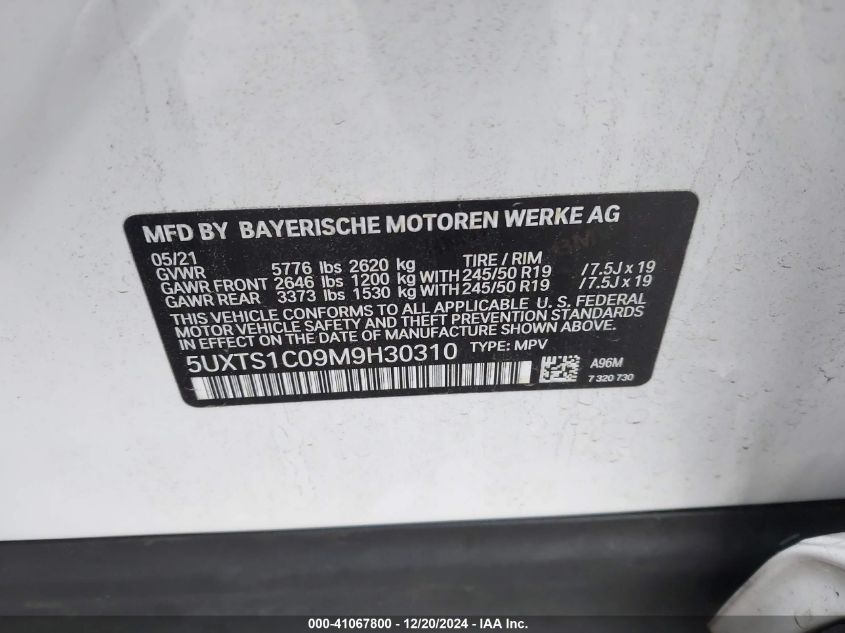 MFD BY BAYERISCHE MOTOREN WERKE AG
05/21 TIRE / RIM
GVWR 5776 lbs 2620 kg
GAWR FRONT 2646 lbs 1200 kg WITH 245/50 R19 /7.5J x 19
GAWR REAR 3373 lbs 1530 kg WITH 245/50 R19 /7.5J x 19
THIS VEHICLE CONFORMS TO ALL APPLICABLE U. S. FEDERAL
MOTOR VEHICLE SAFETY AND THEFT PREVENTION STANDARDS
IN EFFECT ON THE DATE OF MANUFACTURE SHOWN ABOVE.
5UXTS1C09M9H30310 TYPE: MPV
A96M
7 320 730
000-41067800 - 12/20/2024 - IAA Inc.